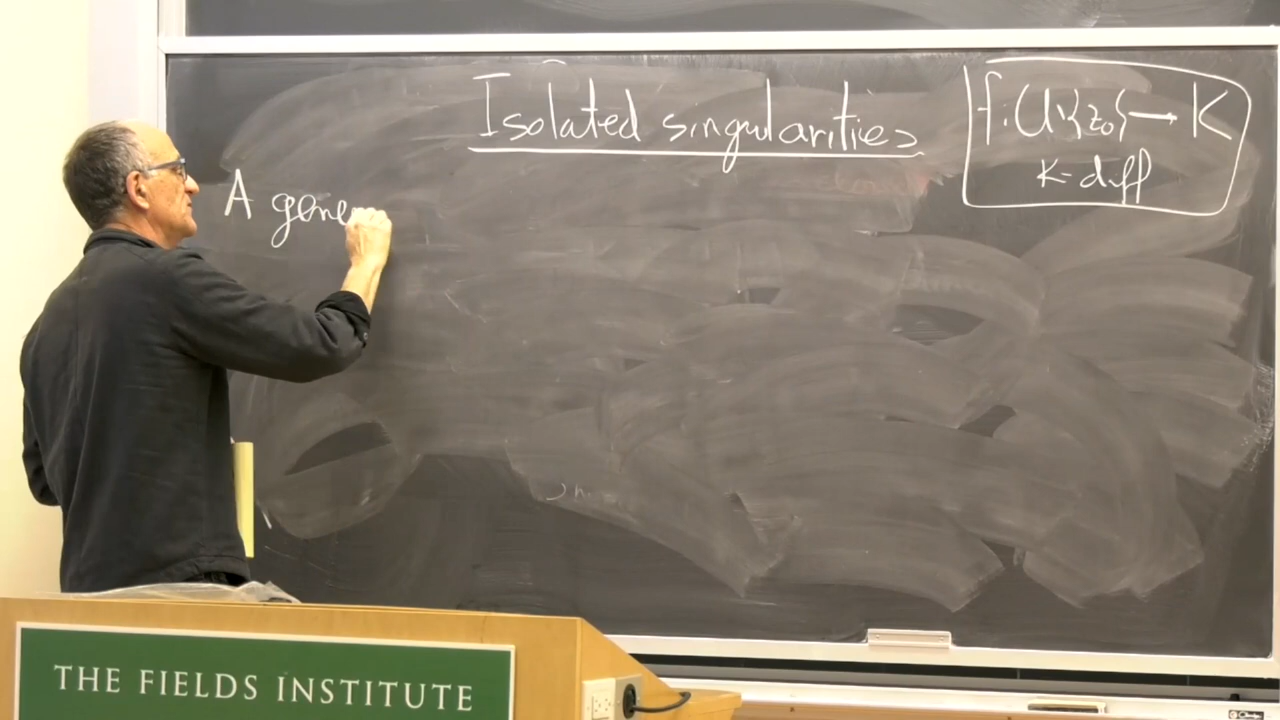 Isolated singularities
f: U\{z₀} → K
K-diff
A gene
THE FIELDS INSTITUTE